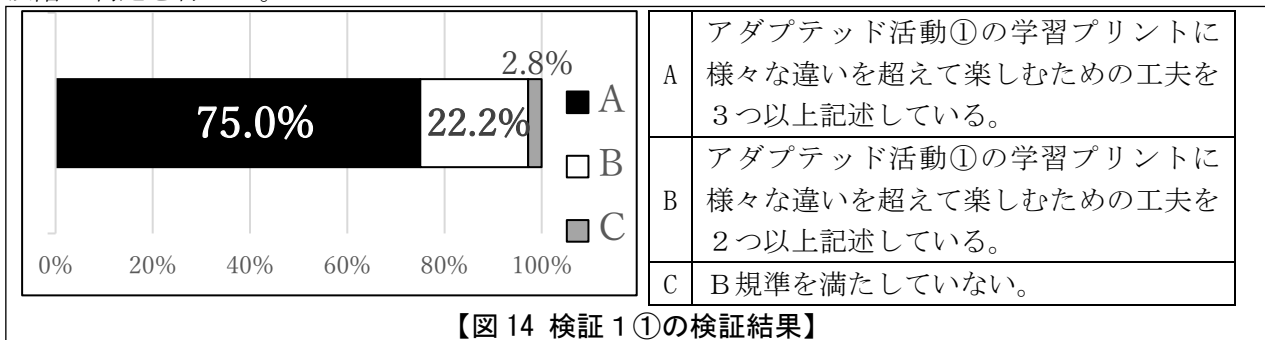 2.8%
75.0%
22.2%
A
B
C
0% 20% 40% 60% 80% 100%
A
アダプテッド活動①の学習プリントに
様々な違いを超えて楽しむための工夫を
３つ以上記述している。
B
アダプテッド活動①の学習プリントに
様々な違いを超えて楽しむための工夫を
２つ以上記述している。
C Ｂ規準を満たしていない。
【図 14 検証１①の検証結果】